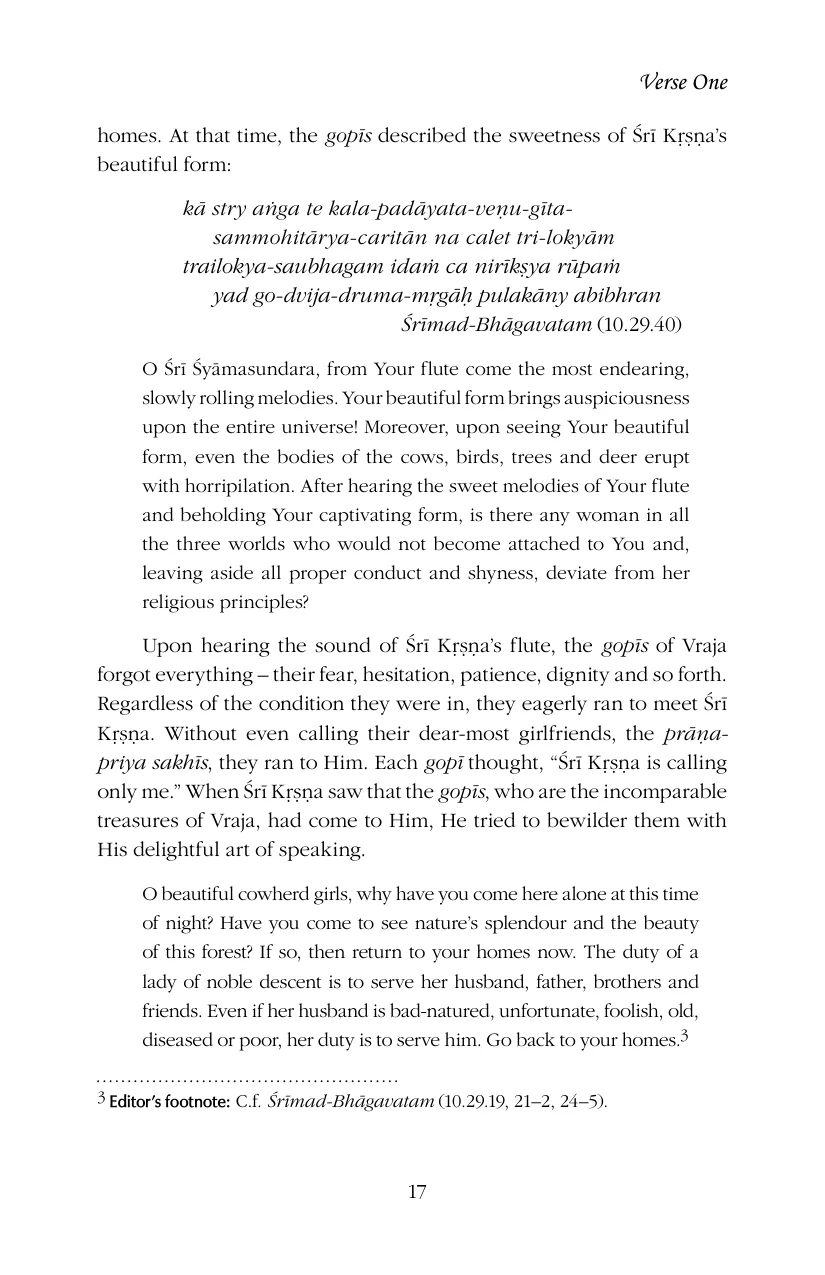 Verse One
homes. At that time, the gopīs described the sweetness of Śrī Kṛṣṇa’s
beautiful form:
kā stry aṅga te kala-padāyata-veṇu-gīta-
sammohitārya-caritān na calet tri-lokyām
trailokya-saubhagam idaṁ ca nirīkṣya rūpaṁ
yad go-dvija-druma-mṛgāḥ pulakāny abibhran
Śrīmad-Bhāgavatam (10.29.40)
O Śrī Śyāmasundara, from Your flute come the most endearing,
slowly rolling melodies. Your beautiful form brings auspiciousness
upon the entire universe! Moreover, upon seeing Your beautiful
form, even the bodies of the cows, birds, trees and deer erupt
with horripilation. After hearing the sweet melodies of Your flute
and beholding Your captivating form, is there any woman in all
the three worlds who would not become attached to You and,
leaving aside all proper conduct and shyness, deviate from her
religious principles?
Upon hearing the sound of Śrī Kṛṣṇa’s flute, the gopīs of Vraja
forgot everything – their fear, hesitation, patience, dignity and so forth.
Regardless of the condition they were in, they eagerly ran to meet Śrī
Kṛṣṇa. Without even calling their dear-most girlfriends, the prāṇa-
priya sakhīs, they ran to Him. Each gopī thought, “Śrī Kṛṣṇa is calling
only me.” When Śrī Kṛṣṇa saw that the gopīs, who are the incomparable
treasures of Vraja, had come to Him, He tried to bewilder them with
His delightful art of speaking.
O beautiful cowherd girls, why have you come here alone at this time
of night? Have you come to see nature’s splendour and the beauty
of this forest? If so, then return to your homes now. The duty of a
lady of noble descent is to serve her husband, father, brothers and
friends. Even if her husband is bad-natured, unfortunate, foolish, old,
diseased or poor, her duty is to serve him. Go back to your homes.3
3 Editor’s footnote: C.f. Śrīmad-Bhāgavatam (10.29.19, 21–2, 24–5).
17